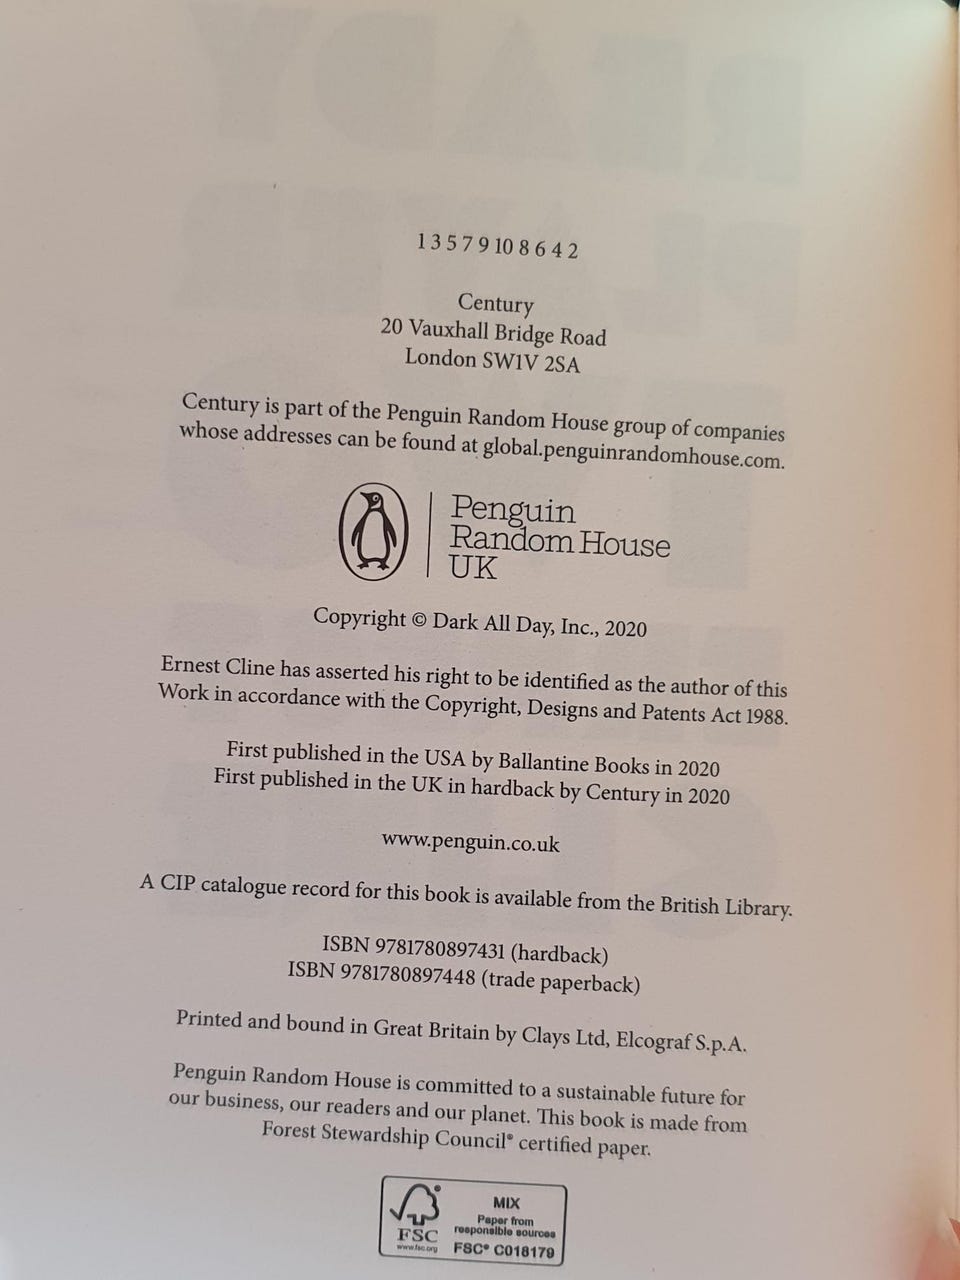 1 3 5 7 9 10 8 6 4 2
Century
20 Vauxhall Bridge Road
London SW1V 2SA
Century is part of the Penguin Random House group of companies
whose addresses can be found at global.penguinrandomhouse.com.
Penguin
Random House
UK
Copyright © Dark All Day, Inc., 2020
Ernest Cline has asserted his right to be identified as the author of this
Work in accordance with the Copyright, Designs and Patents Act 1988.
First published in the USA by Ballantine Books in 2020
First published in the UK in hardback by Century in 2020
www.penguin.co.uk
A CIP catalogue record for this book is available from the British Library.
ISBN 9781780897431 (hardback)
ISBN 9781780897448 (trade paperback)
Printed and bound in Great Britain by Clays Ltd, Elcograf S.p.A.
Penguin Random House is committed to a sustainable future for
our business, our readers and our planet. This book is made from
Forest Stewardship Council® certified paper.
FSC
www.fsc.org
MIX
Paper from
responsible sources
FSC® C018179